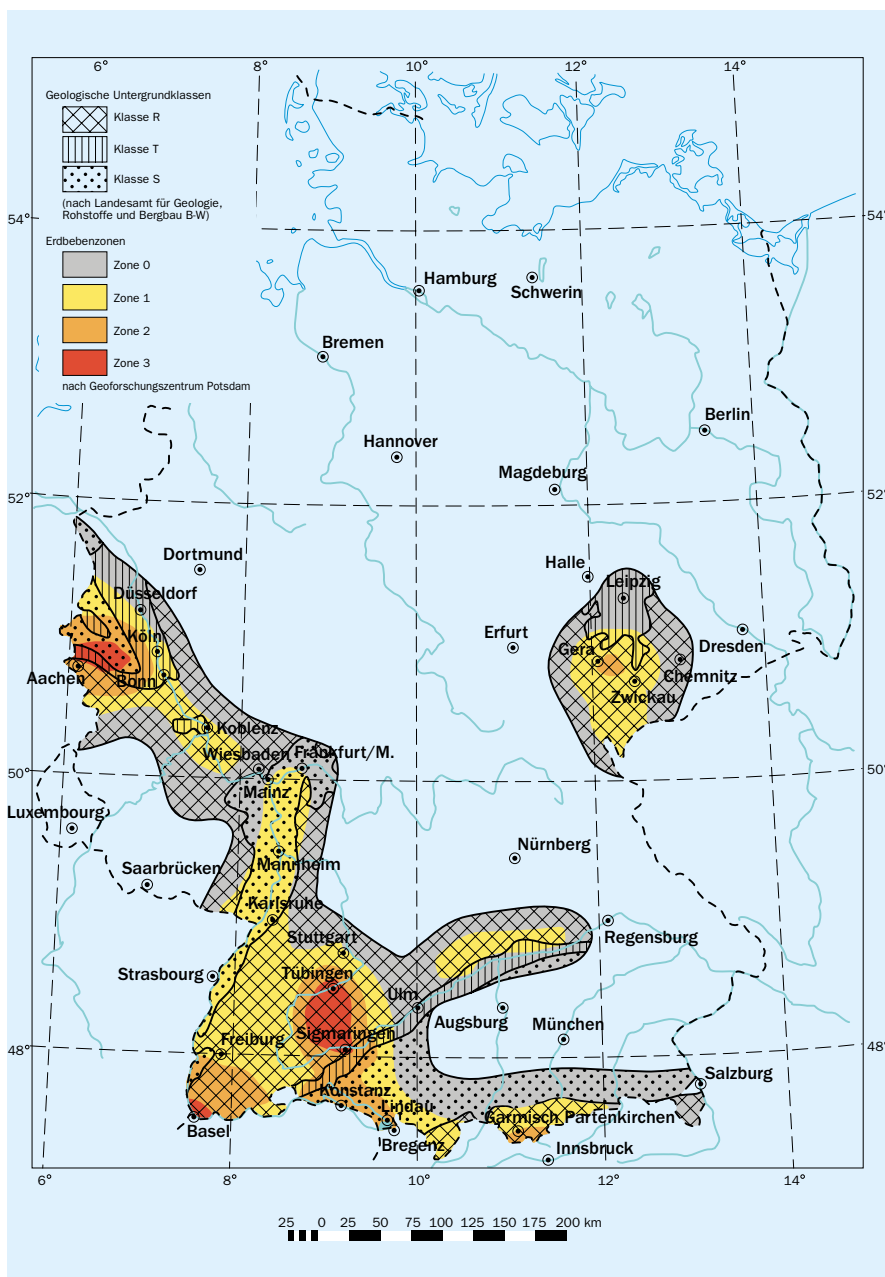 6°
8°
10°
12°
14°
Geologische Untergrundklassen
Klasse R
Klasse T
Klasse S
(nach Landesamt für Geologie,
Rohstoffe und Bergbau B-W)
54°
54°
Erdbebenzonen
Zone 0
Zone 1
Zone 2
Zone 3
nach Geoforschungszentrum Potsdam
Hamburg
Schwerin
Bremen
Berlin
Hannover
Magdeburg
52°
52°
Dortmund
Halle
Leipzig
Düsseldorf
Köln
Erfurt
Gera
Dresden
Aachen
Bonn
Chemnitz
Zwickau
Koblenz
Wiesbaden
Frankfurt/M.
50°
50°
Mainz
Luxembourg
Nürnberg
Saarbrücken
Mannheim
Karlsruhe
Stuttgart
Regensburg
Strasbourg
Tübingen
Ulm
Augsburg
München
Sigmaringen
Freiburg
48°
48°
Salzburg
Konstanz
Lindau
Garmisch Partenkirchen
Basel
Bregenz
Innsbruck
6°
8°
10°
12°
14°
25 0 25 50 75 100 125 150 175 200 km